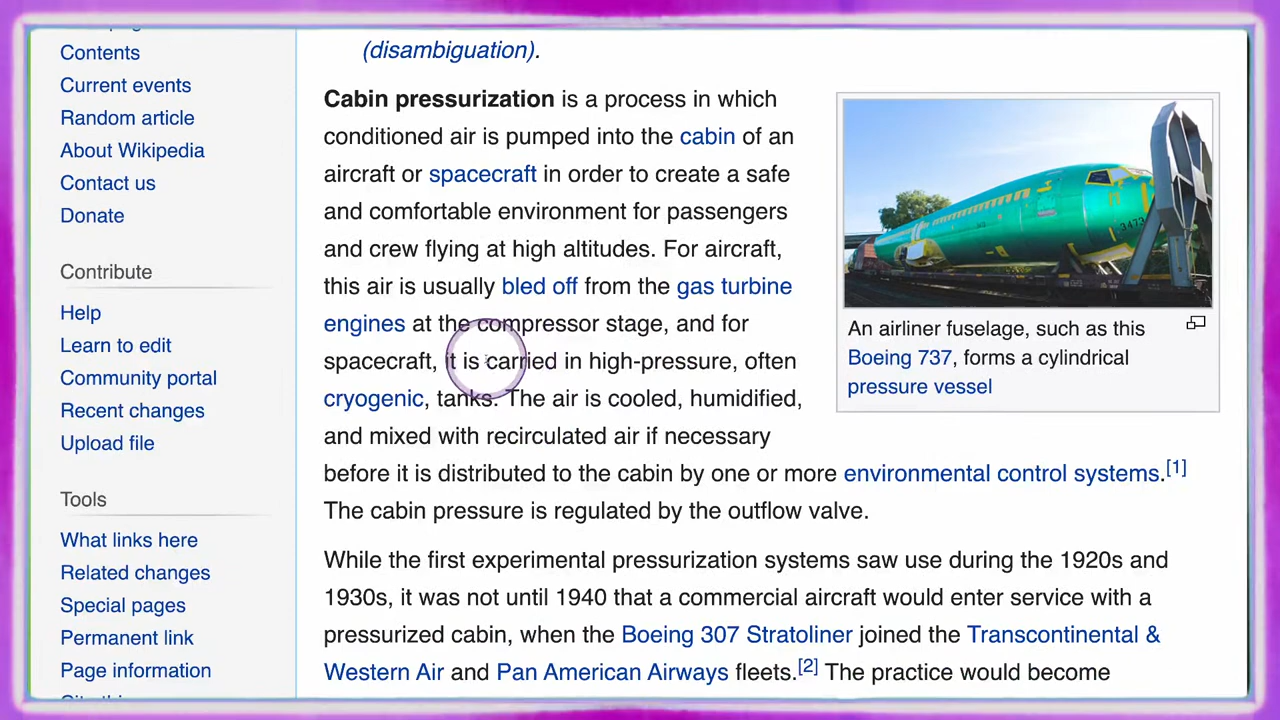 Contents
Current events
Random article
About Wikipedia
Contact us
Donate
Contribute
Help
Learn to edit
Community portal
Recent changes
Upload file
Tools
What links here
Related changes
Special pages
Permanent link
Page information
(disambiguation).
Cabin pressurization is a process in which
conditioned air is pumped into the cabin of an
aircraft or spacecraft in order to create a safe
and comfortable environment for passengers
and crew flying at high altitudes. For aircraft,
this air is usually bled off from the gas turbine
engines at the compressor stage, and for
spacecraft, it is carried in high-pressure, often
cryogenic, tanks. The air is cooled, humidified,
and mixed with recirculated air if necessary
before it is distributed to the cabin by one or more environmental control systems.[1]
The cabin pressure is regulated by the outflow valve.
3473
An airliner fuselage, such as this
Boeing 737, forms a cylindrical
pressure vessel
While the first experimental pressurization systems saw use during the 1920s and
1930s, it was not until 1940 that a commercial aircraft would enter service with a
pressurized cabin, when the Boeing 307 Stratoliner joined the Transcontinental &
Western Air and Pan American Airways fleets.[2] The practice would become